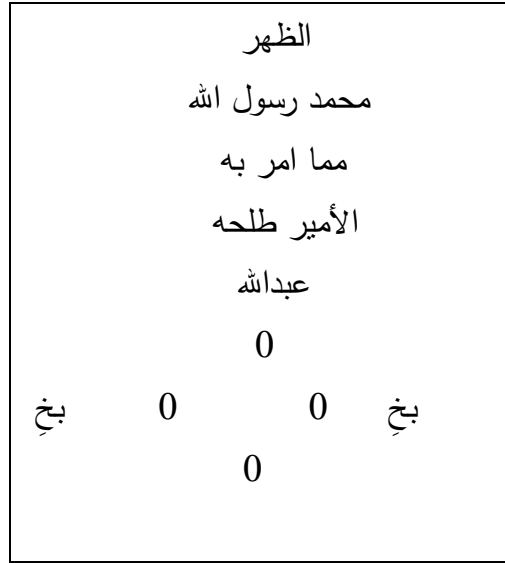 الظهر
محمد رسول الله
مما امر به
الأمير طلحه
عبدالله
0
بخِ 0 0 بخِ
0